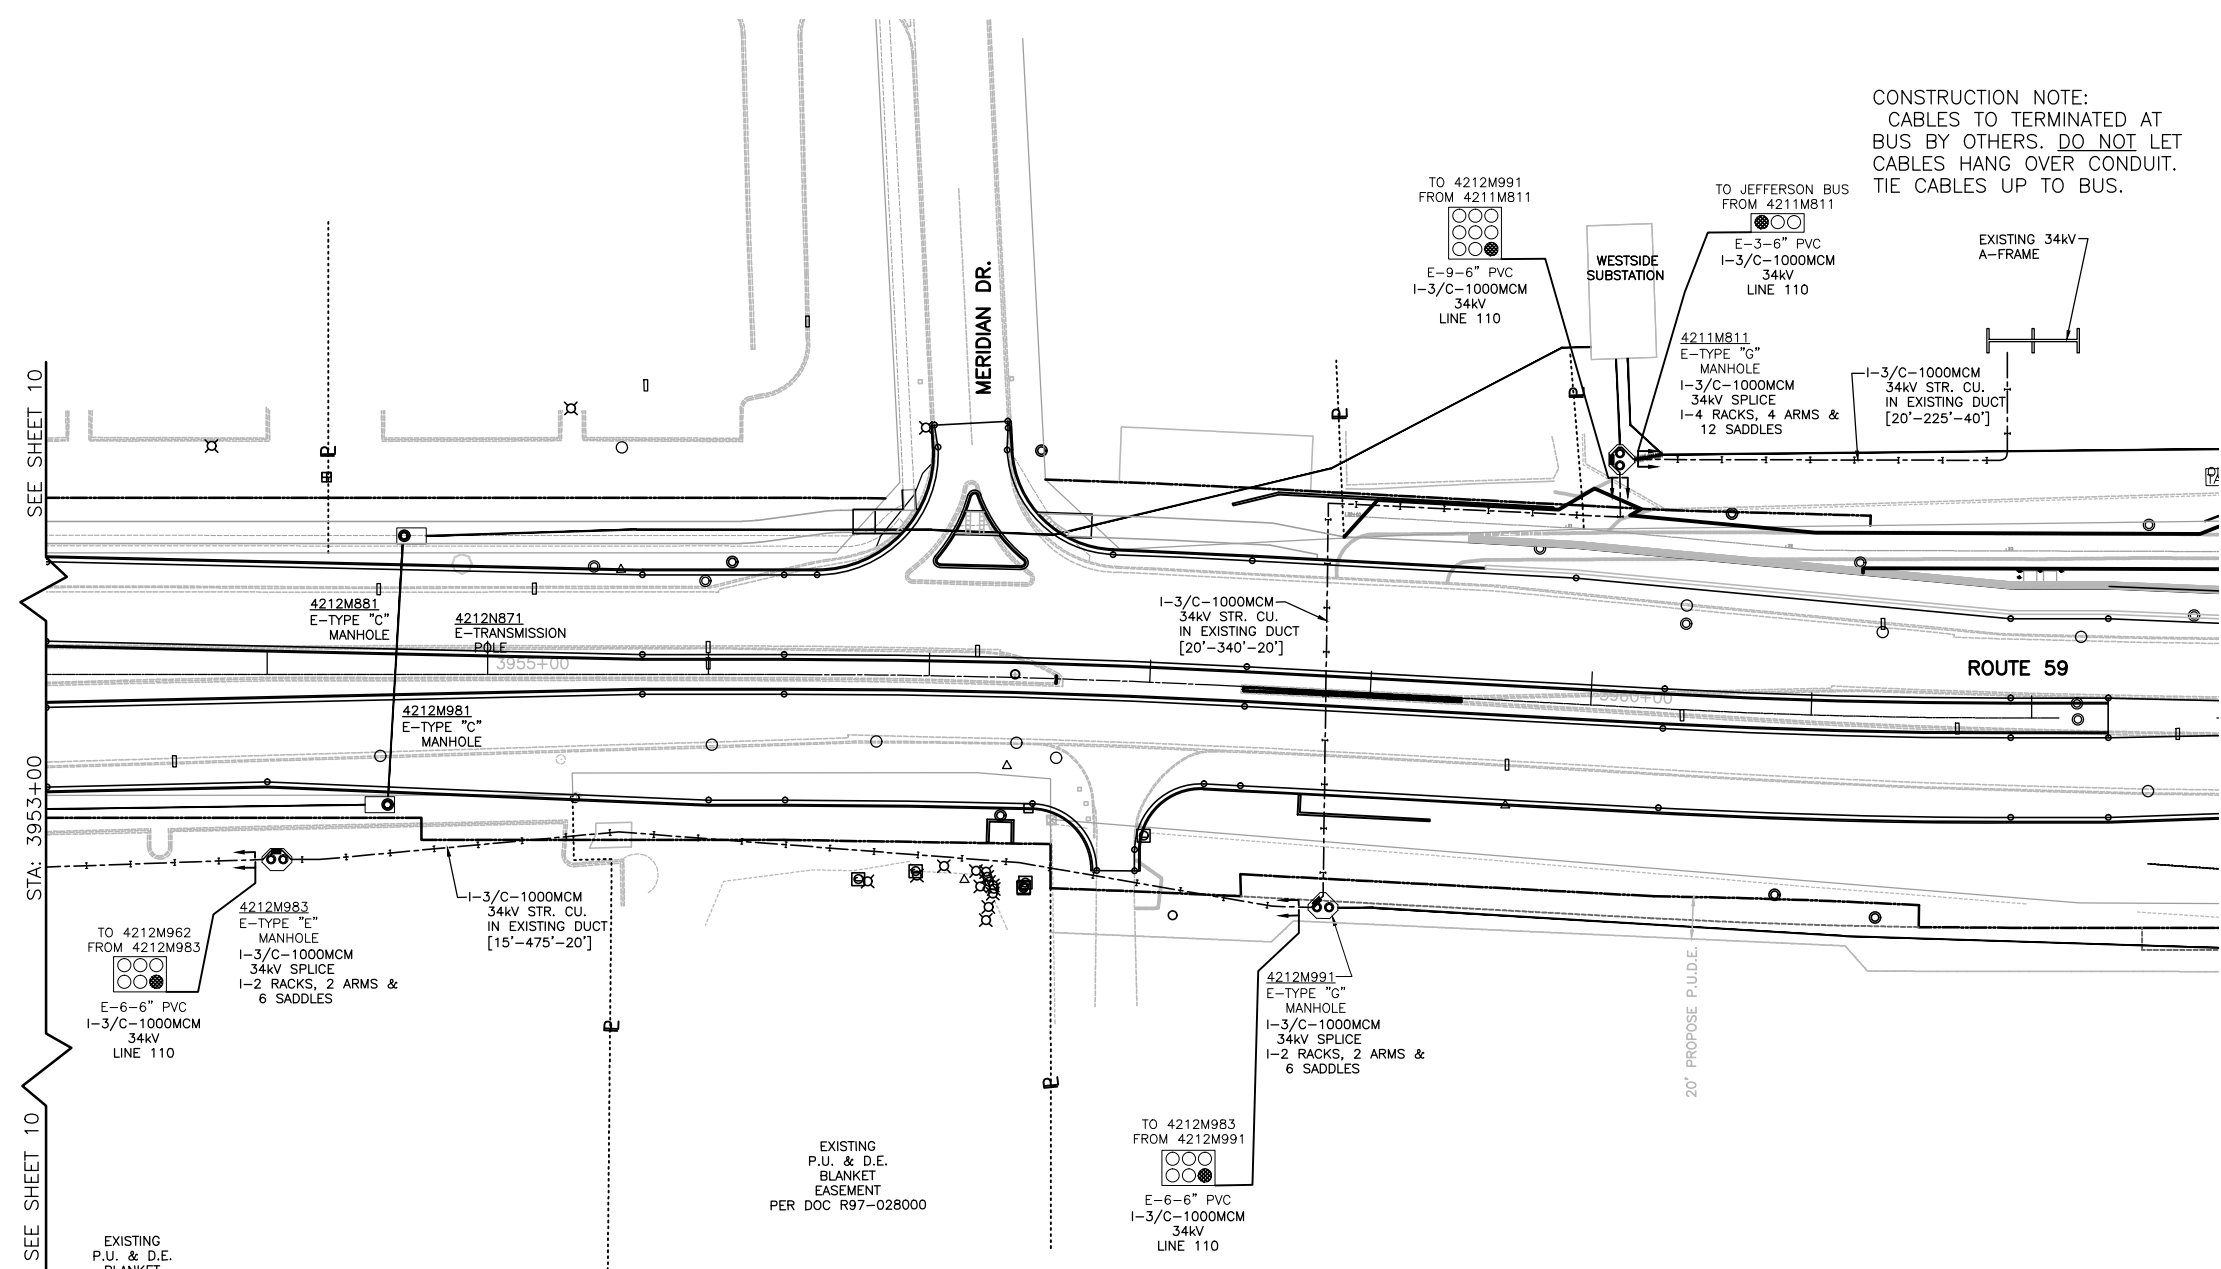 CONSTRUCTION NOTE:
CABLES TO TERMINATED AT
BUS BY OTHERS. DO NOT LET
CABLES HANG OVER CONDUIT.
TIE CABLES UP TO BUS.
TO 4212M991
FROM 4211M811
E-9-6" PVC
I-3/C-1000MCM
34kV
LINE 110
TO JEFFERSON BUS
FROM 4211M811
E-3-6" PVC
I-3/C-1000MCM
34kV
LINE 110
WESTSIDE
SUBSTATION
EXISTING 34kV
A-FRAME
4211M811
E-TYPE "G"
MANHOLE
I-3/C-1000MCM
34kV SPLICE
I-4 RACKS, 4 ARMS &
12 SADDLES
I-3/C-1000MCM
34kV STR. CU.
IN EXISTING DUCT
[20'-225'-40']
MERIDIAN DR.
SEE SHEET 10
PL
PL
PL
4212M881
E-TYPE "C"
MANHOLE
4212N871
E-TRANSMISSION
POLE
3955+00
I-3/C-1000MCM
34kV STR. CU.
IN EXISTING DUCT
[20'-340'-20']
ROUTE 59
3960+00
4212M981
E-TYPE "C"
MANHOLE
STA: 3953+00
4212M983
E-TYPE "E"
MANHOLE
I-3/C-1000MCM
34kV SPLICE
I-2 RACKS, 2 ARMS &
6 SADDLES
TO 4212M962
FROM 4212M983
E-6-6" PVC
I-3/C-1000MCM
34kV
LINE 110
I-3/C-1000MCM
34kV STR. CU.
IN EXISTING DUCT
[15'-475'-20']
4212M991
E-TYPE "G"
MANHOLE
I-3/C-1000MCM
34kV SPLICE
I-2 RACKS, 2 ARMS &
6 SADDLES
20' PROPOSE P.U.D.E.
PL
PL
TO 4212M983
FROM 4212M991
E-6-6" PVC
I-3/C-1000MCM
34kV
LINE 110
EXISTING
P.U. & D.E.
BLANKET
EASEMENT
PER DOC R97-028000
SEE SHEET 10
EXISTING
P.U. & D.E.
BLANKET